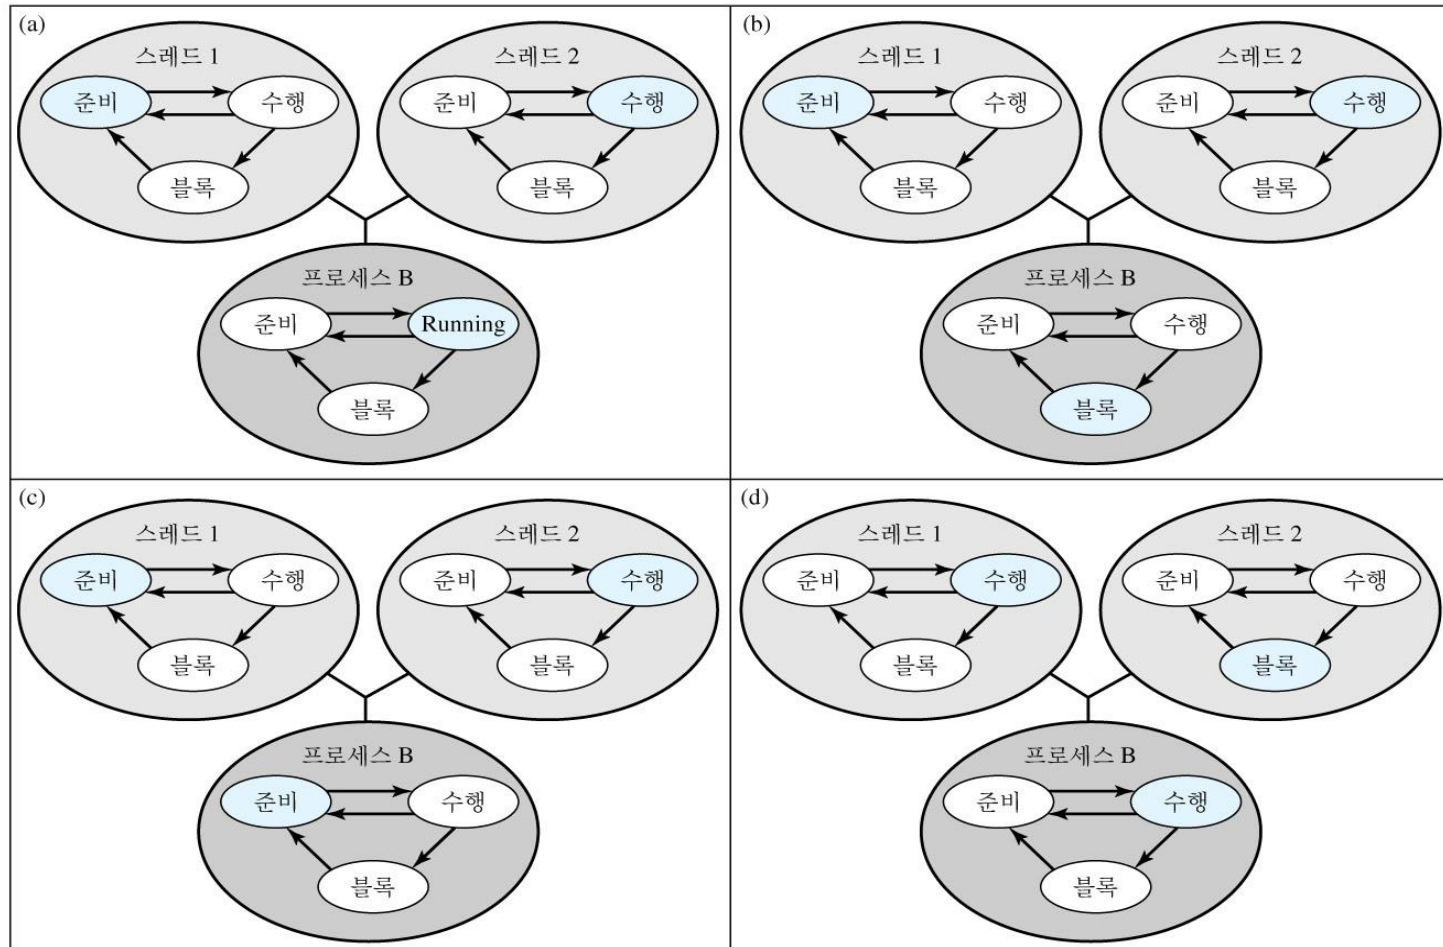 (a)
스레드 1
준비
수행
블록
스레드 2
준비
수행
블록
프로세스 B
준비
Running
블록
(b)
스레드 1
준비
수행
블록
스레드 2
준비
수행
블록
프로세스 B
준비
수행
블록
(c)
스레드 1
준비
수행
블록
스레드 2
준비
수행
블록
프로세스 B
준비
수행
블록
(d)
스레드 1
준비
수행
블록
스레드 2
준비
수행
블록
프로세스 B
준비
수행
블록